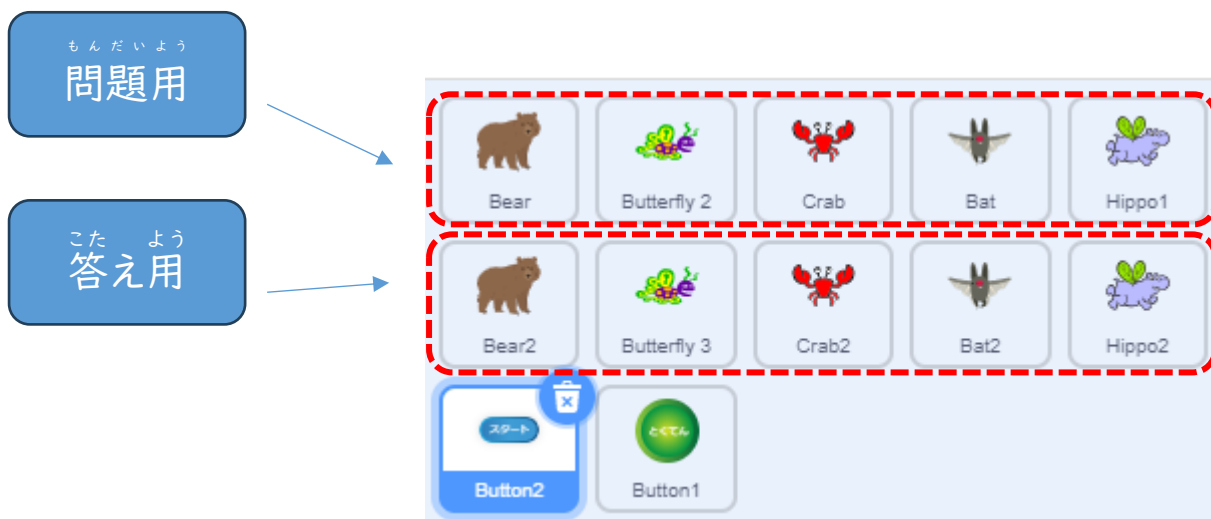 もんだいよう
問題用
Bear
Butterfly 2
Crab
Bat
Hippo1
こた よう
答え用
Bear2
Butterfly 3
Crab2
Bat2
Hippo2
スタート
とくてん
Button2
Button1